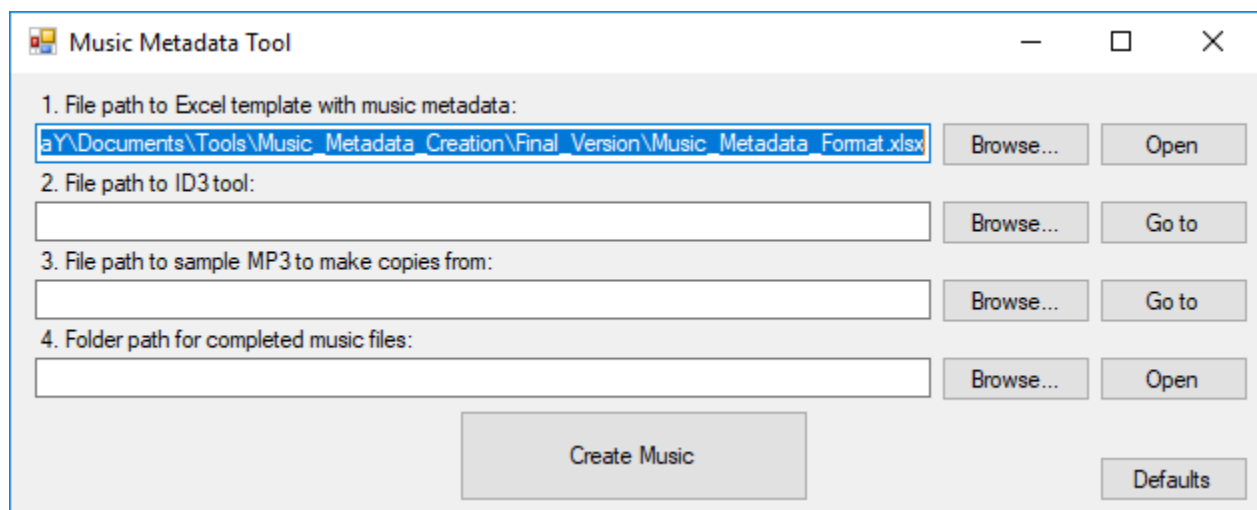 Music Metadata Tool
1. File path to Excel template with music metadata:
aY\Documents\Tools\Music_Metadata_Creation\Final_Version\Music_Metadata_Format.xlsx Browse... Open
2. File path to ID3 tool:
Browse... Go to
3. File path to sample MP3 to make copies from:
Browse... Go to
4. Folder path for completed music files:
Browse... Open
Create Music
Defaults